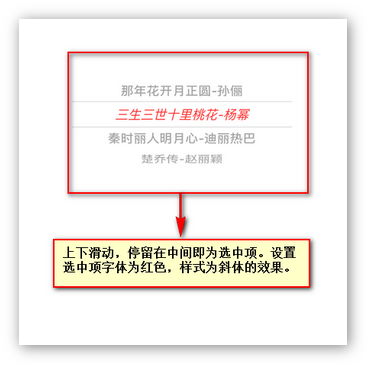 那年花开月正圆-孙俪
三生三世十里桃花-杨幂
秦时丽人明月心-迪丽热巴
楚乔传-赵丽颖
上下滑动，停留在中间即为选中项。设置
选中项字体为红色，样式为斜体的效果。